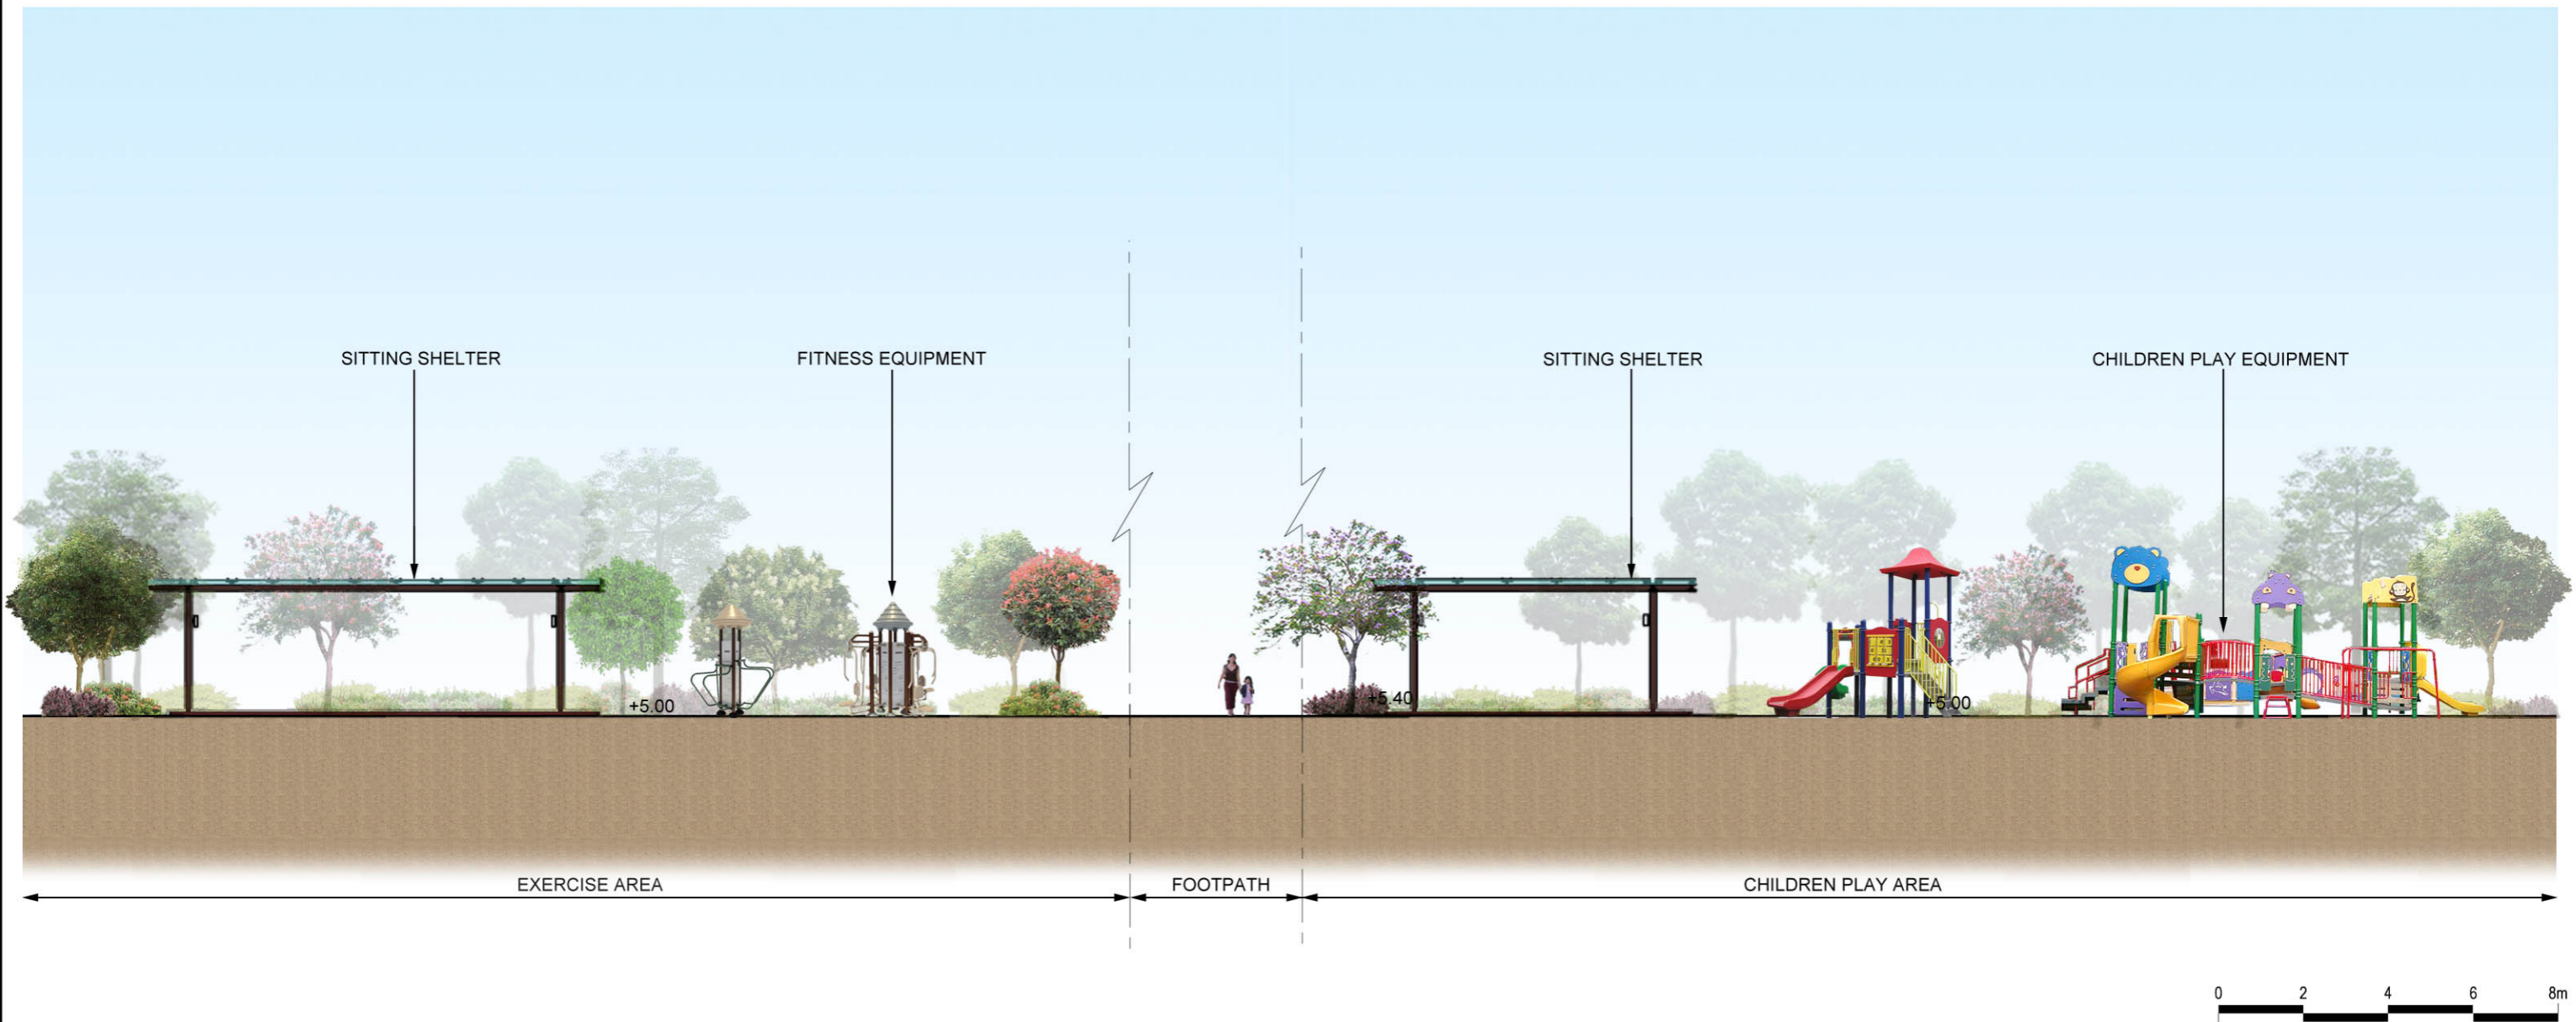 SITTING SHELTER
FITNESS EQUIPMENT
SITTING SHELTER
CHILDREN PLAY EQUIPMENT
+5.00
+5.40
+5.00
EXERCISE AREA
FOOTPATH
CHILDREN PLAY AREA
0 2 4 6 8m